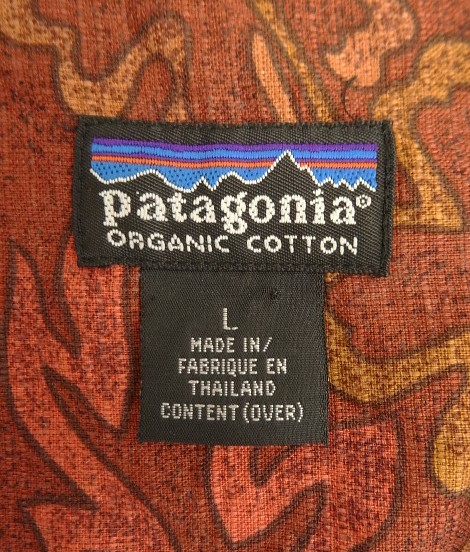 patagonia®
ORGANIC COTTON
L
MADE IN/
FABRIQUE EN
THAILAND
CONTENT (OVER)